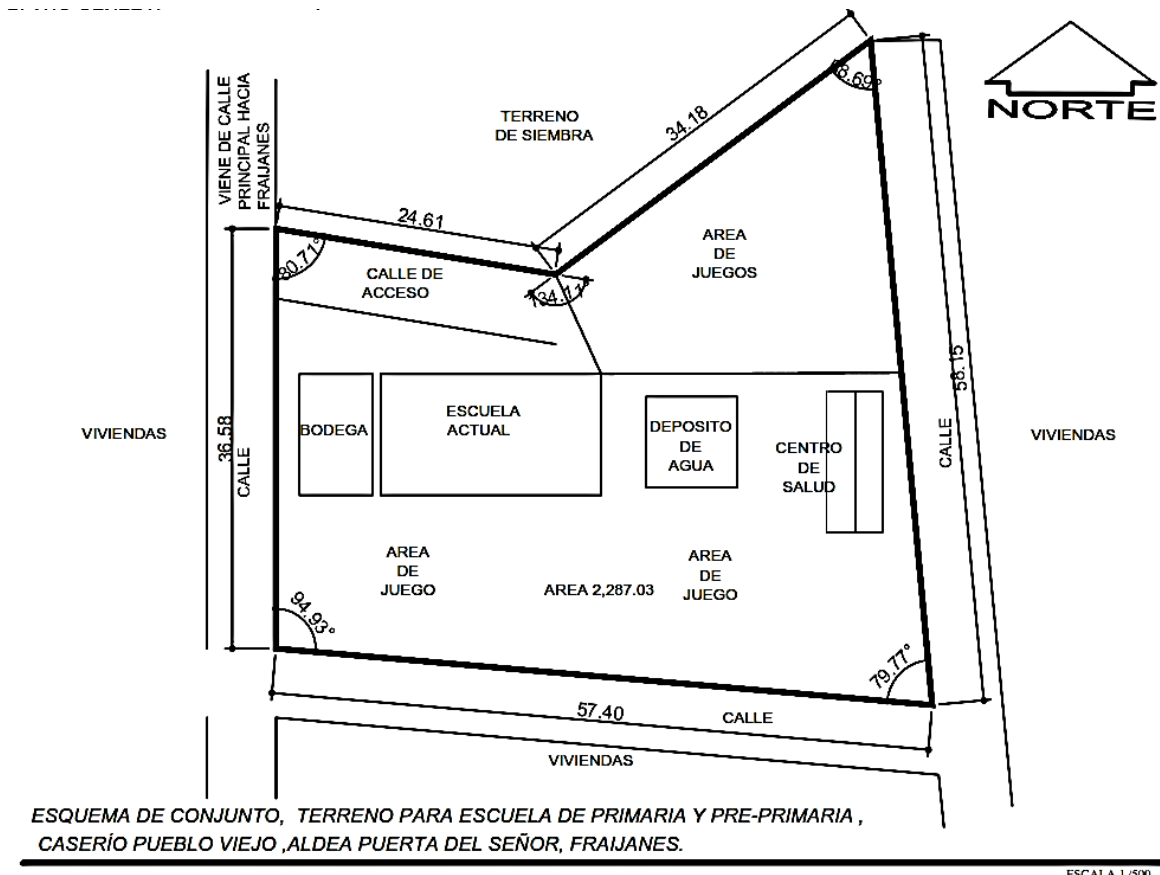 NORTE
VIENE DE CALLE
PRINCIPAL HACIA
FRAIJANES
TERRENO
DE SIEMBRA
34.18
24.61
80.71°
CALLE DE
ACCESO
AREA
DE
JUEGOS
58.15
CALLE
VIVIENDAS
36.58
CALLE
VIVIENDAS
BODEGA
ESCUELA
ACTUAL
DEPOSITO
DE
AGUA
CENTRO
DE
SALUD
AREA
DE
JUEGO
AREA 2,287.03
AREA
DE
JUEGO
94.93°
79.77°
57.40
CALLE
VIVIENDAS
ESQUEMA DE CONJUNTO, TERRENO PARA ESCUELA DE PRIMARIA Y PRE-PRIMARIA ,
CASERÍO PUEBLO VIEJO ,ALDEA PUERTA DEL SEÑOR, FRAIJANES.
ESCALA 1/500